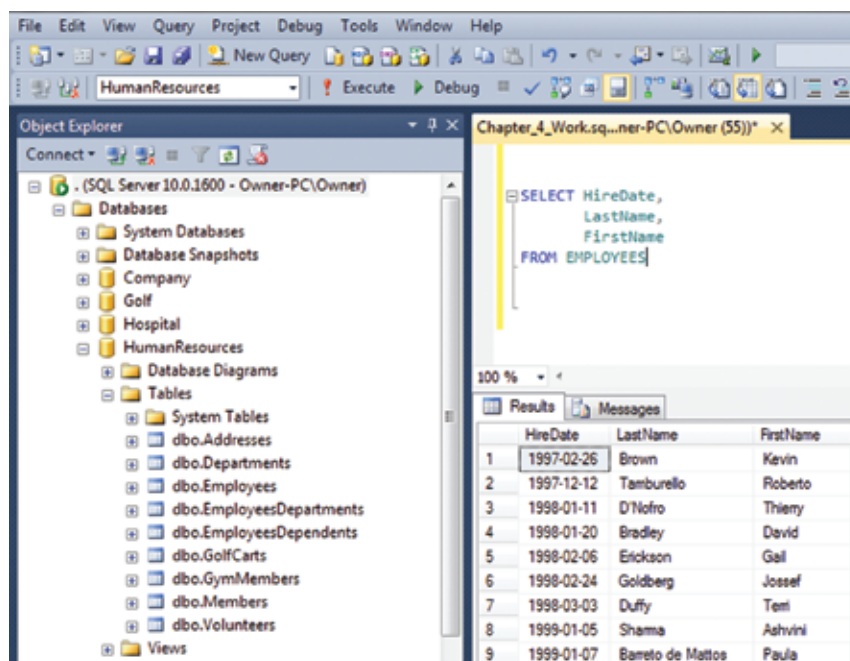 File Edit View Query Project Debug Tools Window Help
New Query
HumanResources Execute Debug
Object Explorer
Connect
. (SQL Server 10.0.1600 - Owner-PC\Owner)
Databases
System Databases
Database Snapshots
Company
Golf
Hospital
HumanResources
Database Diagrams
Tables
System Tables
dbo.Addresses
dbo.Departments
dbo.Employees
dbo.EmployeesDepartments
dbo.EmployeesDependents
dbo.GolfCarts
dbo.GymMembers
dbo.Members
dbo.Volunteers
Views
Chapter_4_Work.sq...ner-PC\Owner (55))*
SELECT HireDate,
LastName,
FirstName
FROM EMPLOYEES
100 %
Results Messages
HireDate LastName FirstName
1 1997-02-26 Brown Kevin
2 1997-12-12 Tamburello Roberto
3 1998-01-11 D'Nofro Thierry
4 1998-01-20 Bradley David
5 1998-02-06 Erickson Gail
6 1998-02-24 Goldberg Jossef
7 1998-03-03 Duffy Terri
8 1999-01-05 Sharma Ashvini
9 1999-01-07 Barreto de Mattos Paula